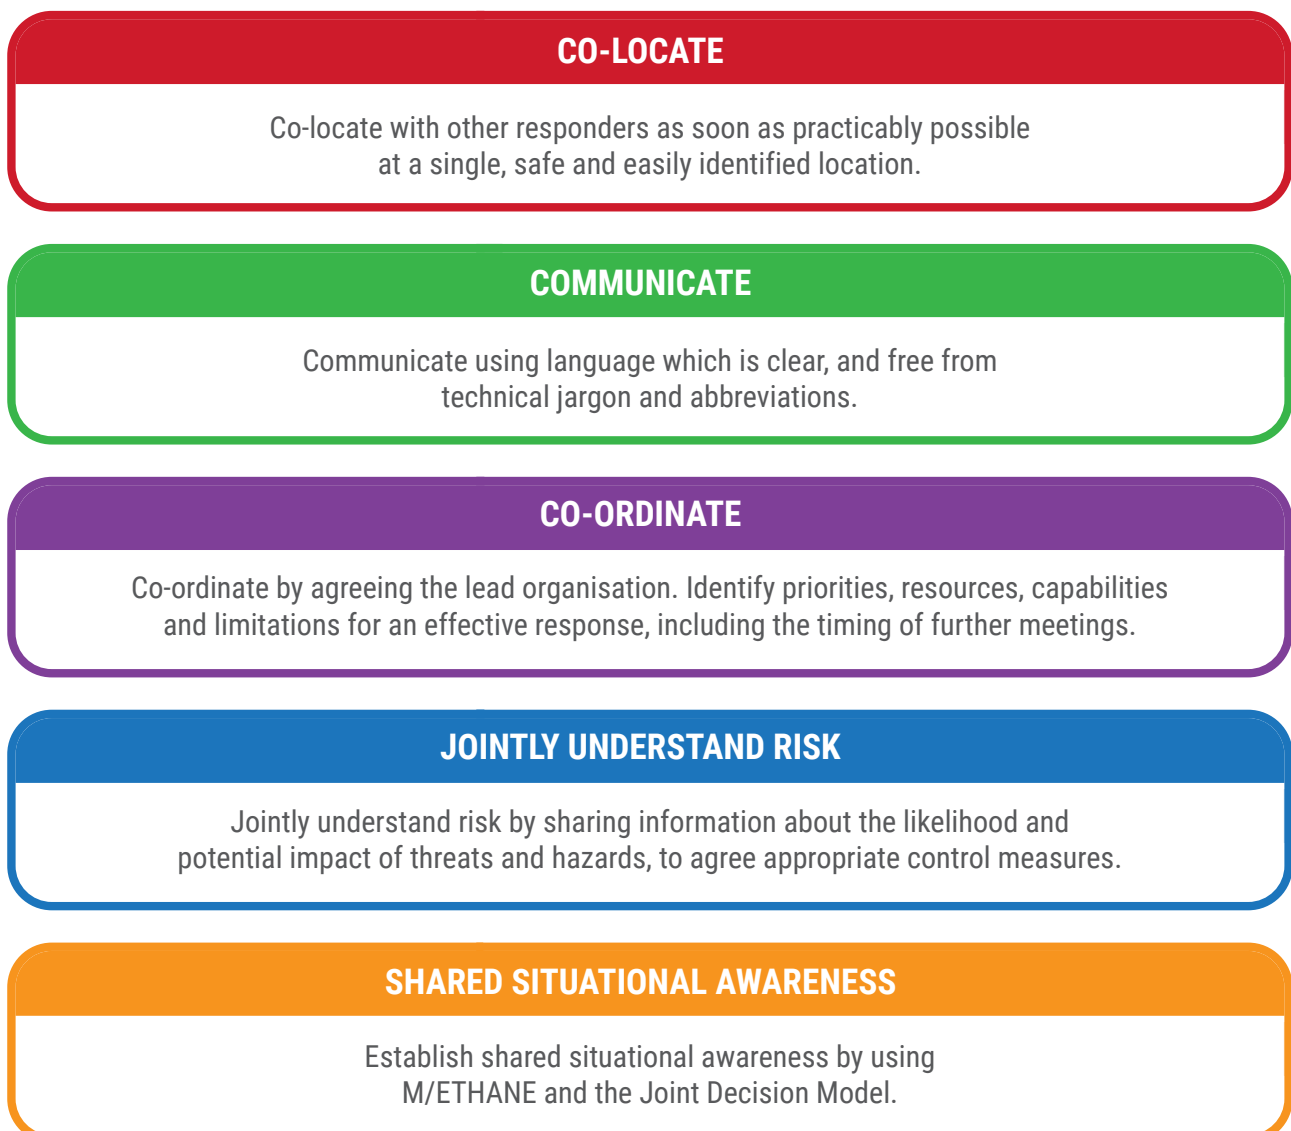 CO-LOCATE
Co-locate with other responders as soon as practicably possible
at a single, safe and easily identified location.
COMMUNICATE
Communicate using language which is clear, and free from
technical jargon and abbreviations.
CO-ORDINATE
Co-ordinate by agreeing the lead organisation. Identify priorities, resources, capabilities
and limitations for an effective response, including the timing of further meetings.
JOINTLY UNDERSTAND RISK
Jointly understand risk by sharing information about the likelihood and
potential impact of threats and hazards, to agree appropriate control measures.
SHARED SITUATIONAL AWARENESS
Establish shared situational awareness by using
M/ETHANE and the Joint Decision Model.